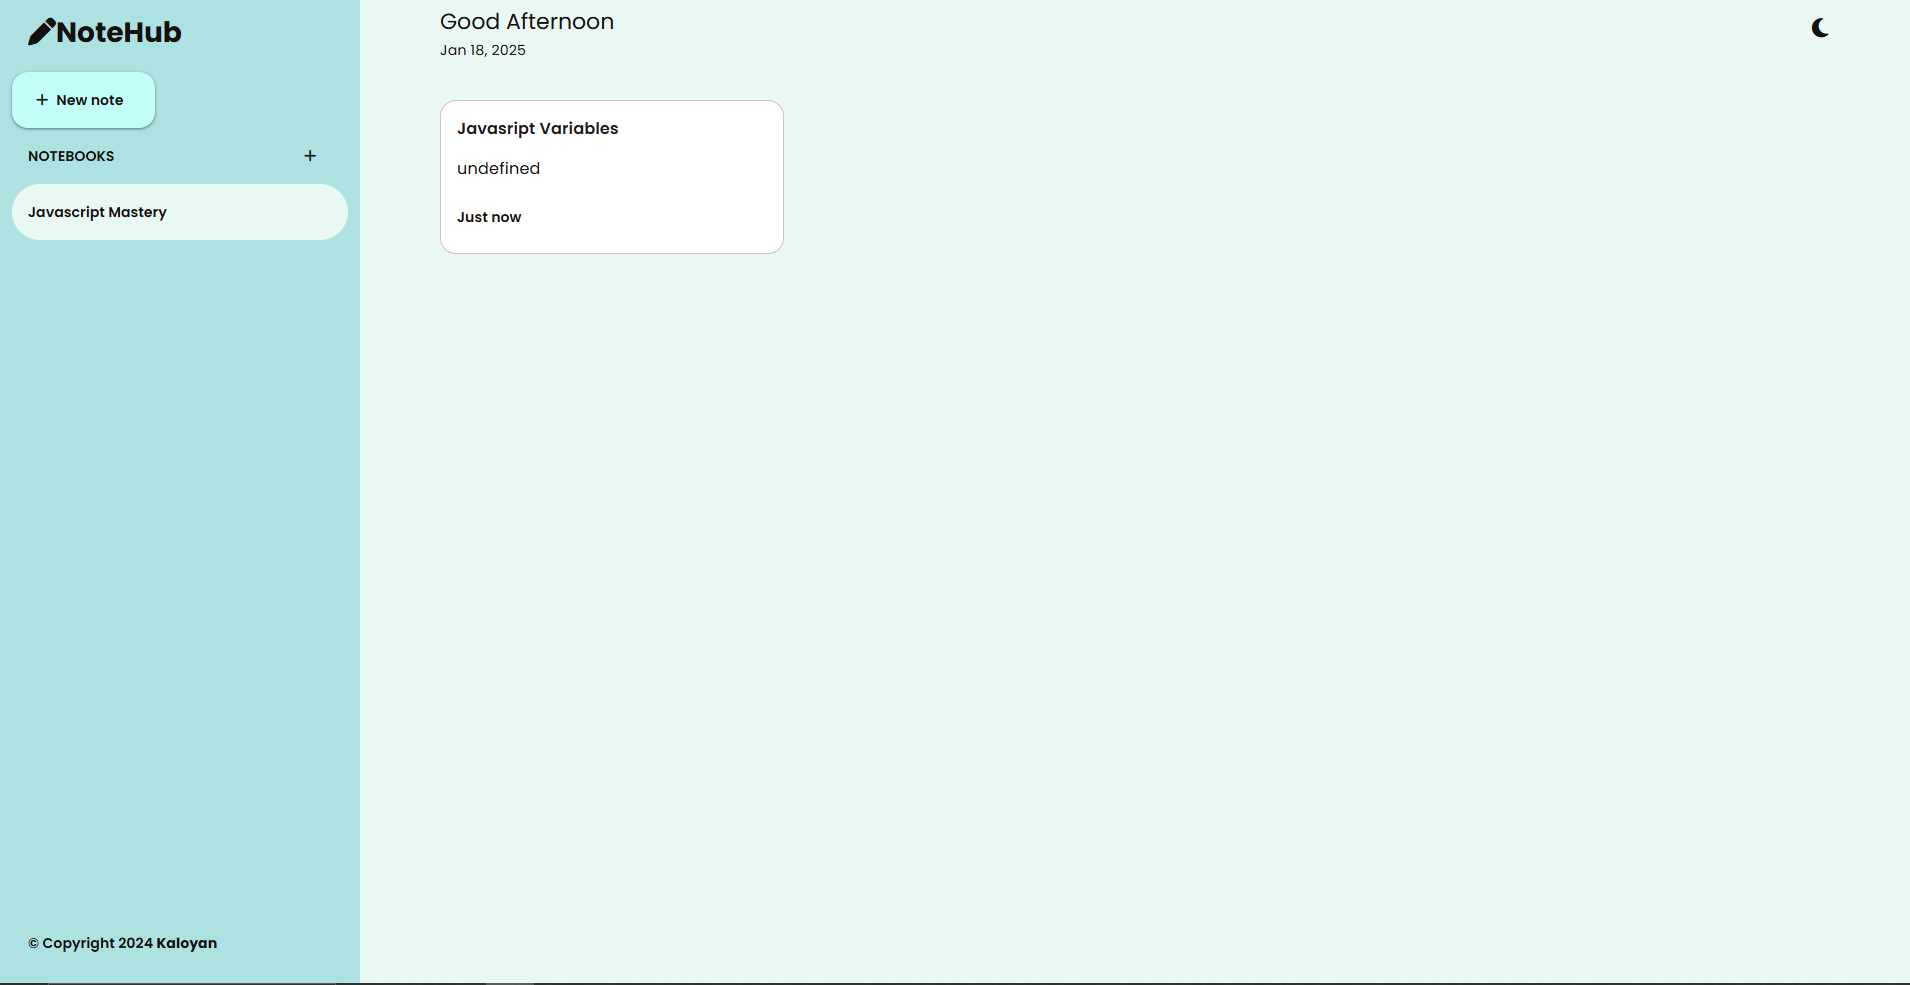 NoteHub
+ New note
NOTEBOOKS +
Javascript Mastery
© Copyright 2024 Kaloyan
Good Afternoon
Jan 18, 2025
Javasript Variables
undefined
Just now